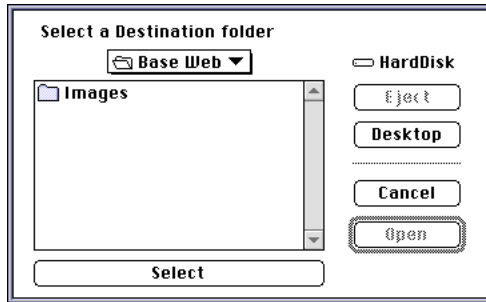 Select a Destination folder
Base Web
HardDisk
Images
Eject
Desktop
Cancel
Open
Select